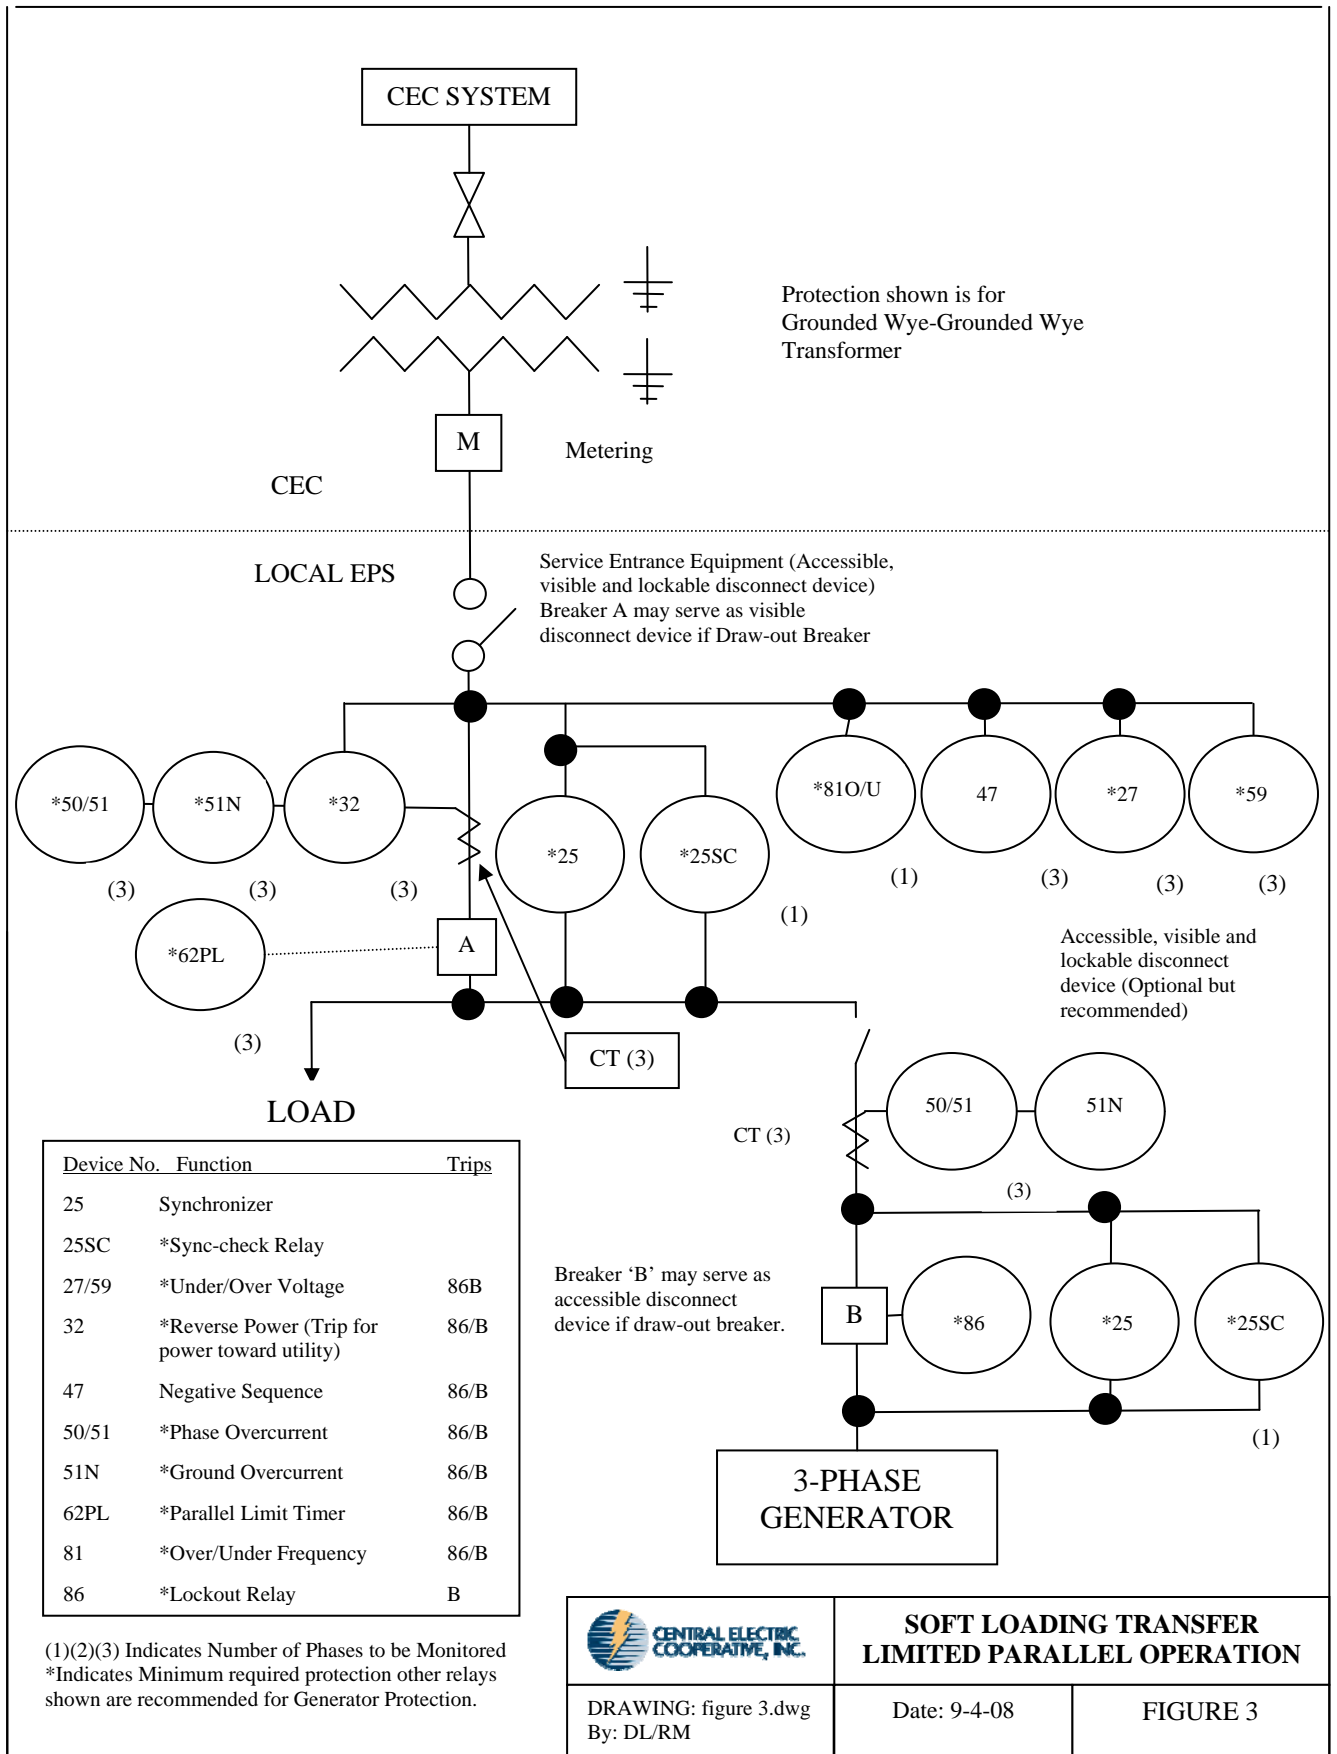 CEC SYSTEM
Protection shown is for
Grounded Wye-Grounded Wye
Transformer
M
Metering
CEC
LOCAL EPS
Service Entrance Equipment (Accessible,
visible and lockable disconnect device)
Breaker A may serve as visible
disconnect device if Draw-out Breaker
*50/51
*51N
*32
*25
*25SC
*81O/U
47
*27
*59
(3)
(3)
(3)
(1)
(1)
(3)
(3)
(3)
*62PL
A
(3)
Accessible, visible and
lockable disconnect
device (Optional but
recommended)
CT (3)
LOAD
CT (3)
50/51
51N
(3)
Breaker ‘B’ may serve as
accessible disconnect
device if draw-out breaker.
B
*86
*25
*25SC
(1)
3-PHASE
GENERATOR
Device No. Function Trips
25 Synchronizer
25SC *Sync-check Relay
27/59 *Under/Over Voltage 86B
32 *Reverse Power (Trip for 86/B
power toward utility)
47 Negative Sequence 86/B
50/51 *Phase Overcurrent 86/B
51N *Ground Overcurrent 86/B
62PL *Parallel Limit Timer 86/B
81 *Over/Under Frequency 86/B
86 *Lockout Relay B
(1)(2)(3) Indicates Number of Phases to be Monitored
*Indicates Minimum required protection other relays
shown are recommended for Generator Protection.
CENTRAL ELECTRIC
COOPERATIVE, INC.
SOFT LOADING TRANSFER
LIMITED PARALLEL OPERATION
DRAWING: figure 3.dwg
By: DL/RM
Date: 9-4-08
FIGURE 3